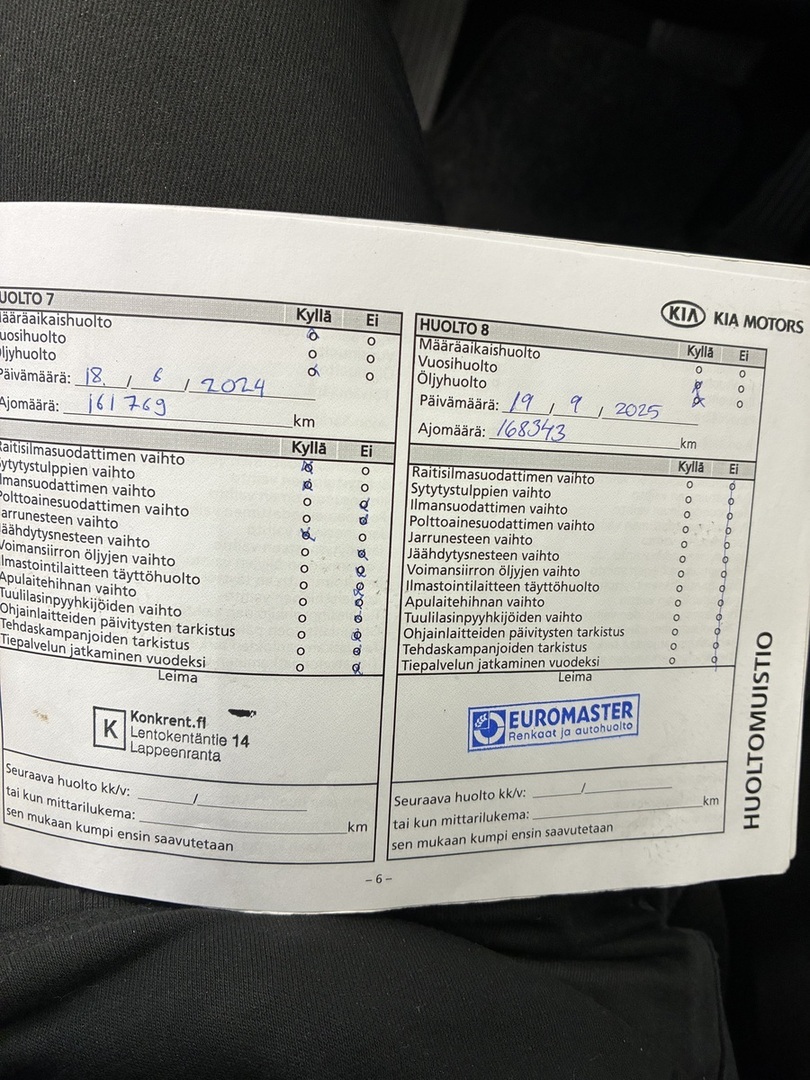 UOLTO 7
Kyllä Ei
ääräaikaishuolto
uosihuolto
ljyhuolto
Päivämäärä: 18. / 6 / 2024
Ajomäärä: 161769 km
Kyllä Ei
Raitisilmasuodattimen vaihto
Sytytystulppien vaihto
lmansuodattimen vaihto
Polttoainesuodattimen vaihto
Jarrunesteen vaihto
Jäähdytysnesteen vaihto
Voimansiirron öljyjen vaihto
Ilmastointilaitteen täyttöhuolto
Apulaitehihnan vaihto
Tuulilasinpyyhkijöiden vaihto
Ohjainlaitteiden päivitysten tarkistus
Tehdaskampanjoiden tarkistus
Tiepalvelun jatkaminen vuodeksi
Leima
K Konkrent.fi
Lentokentäntie 14
Lappeenranta
Seuraava huolto kk/v: /
tai kun mittarilukema: km
sen mukaan kumpi ensin saavutetaan
KIA KIA MOTORS
HUOLTO 8
Kyllä Ei
Määräaikaishuolto
Vuosihuolto
Öljyhuolto
Päivämäärä: 19 / 9 / 2025
Ajomäärä: 168343 km
Kyllä Ei
Raitisilmasuodattimen vaihto
Sytytystulppien vaihto
Ilmansuodattimen vaihto
Polttoainesuodattimen vaihto
Jarrunesteen vaihto
Jäähdytysnesteen vaihto
Voimansiirron öljyjen vaihto
Ilmastointilaitteen täyttöhuolto
Apulaitehihnan vaihto
Tuulilasinpyyhkijöiden vaihto
Ohjainlaitteiden päivitysten tarkistus
Tehdaskampanjoiden tarkistus
Tiepalvelun jatkaminen vuodeksi
Leima
EUROMASTER
Renkaat ja autohuolto
Seuraava huolto kk/v: /
tai kun mittarilukema: km
sen mukaan kumpi ensin saavutetaan
HUOLTOMUISTIO
– 6 –